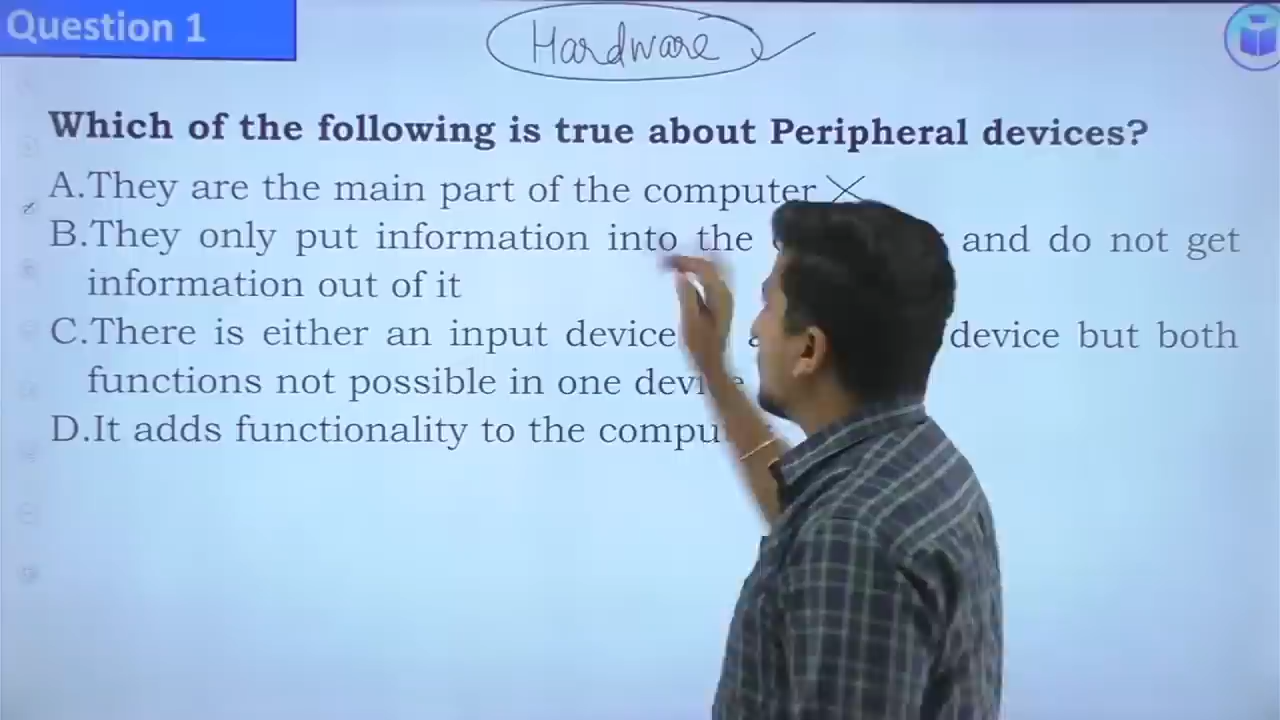 Question 1
Hardware
Which of the following is true about Peripheral devices?
A.They are the main part of the computer
B.They only put information into the and do not get
information out of it
C.There is either an input device device but both
functions not possible in one
D.It adds functionality to the